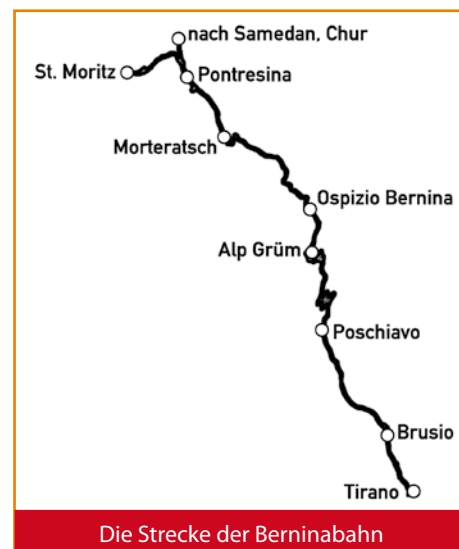 nach Samedan, Chur
St. Moritz
Pontresina
Morteratsch
Ospizio Bernina
Alp Grüm
Poschiavo
Brusio
Tirano
Die Strecke der Berninabahn